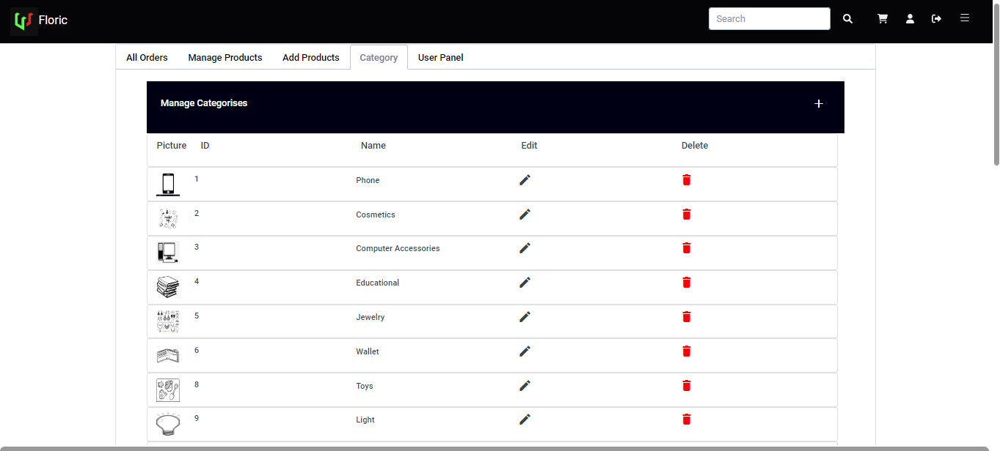 Floric
Search
All Orders Manage Products Add Products Category User Panel
Manage Categorises +
Picture ID Name Edit Delete
1 Phone
2 Cosmetics
3 Computer Accessories
4 Educational
5 Jewelry
6 Wallet
8 Toys
9 Light